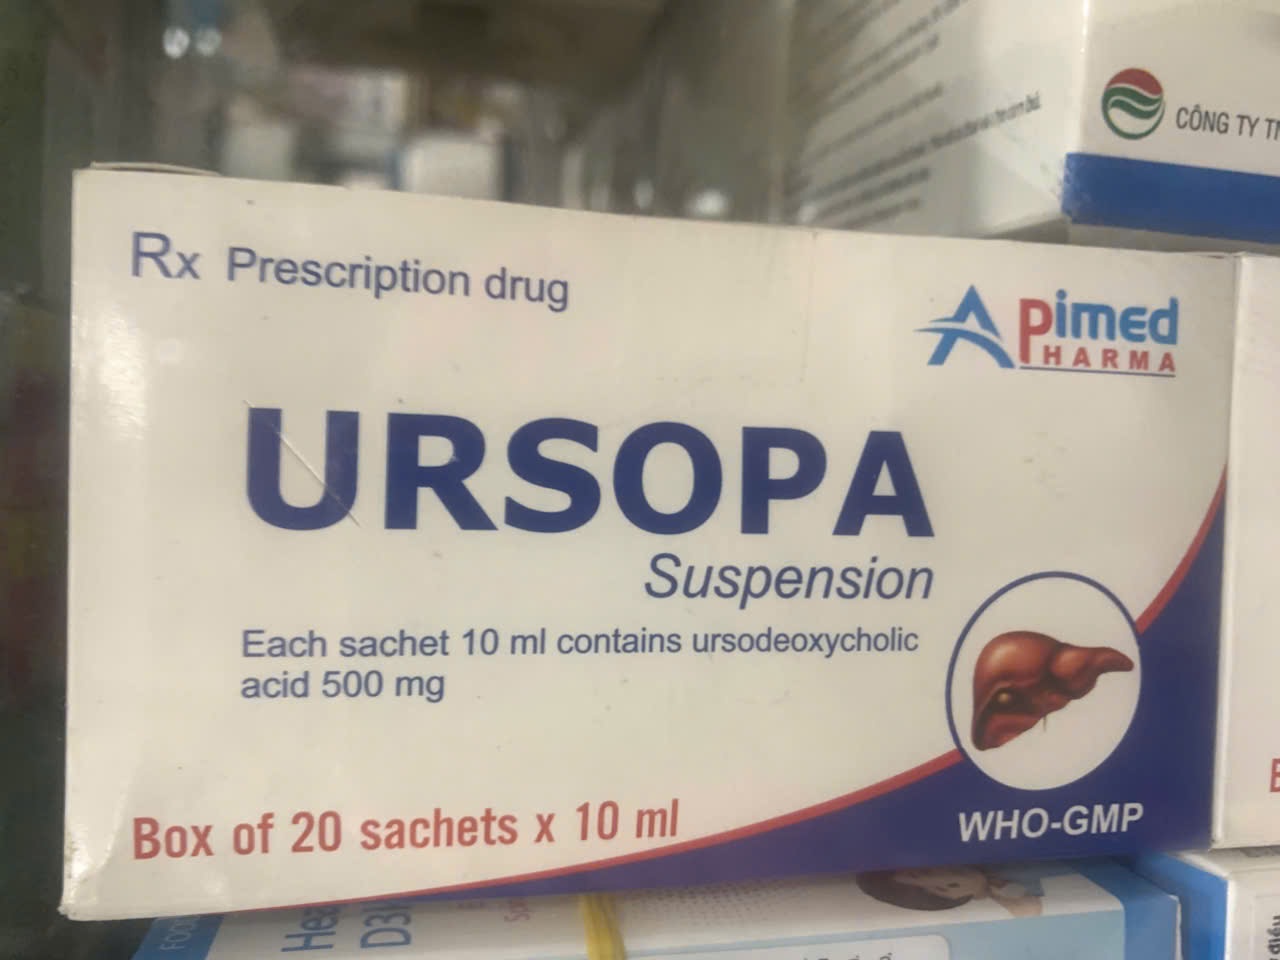 CÔNG TY
Rx Prescription drug
APimed
PHARMA
URSOPA
Suspension
Each sachet 10 ml contains ursodeoxycholic
acid 500 mg
Box of 20 sachets x 10 ml
WHO-GMP